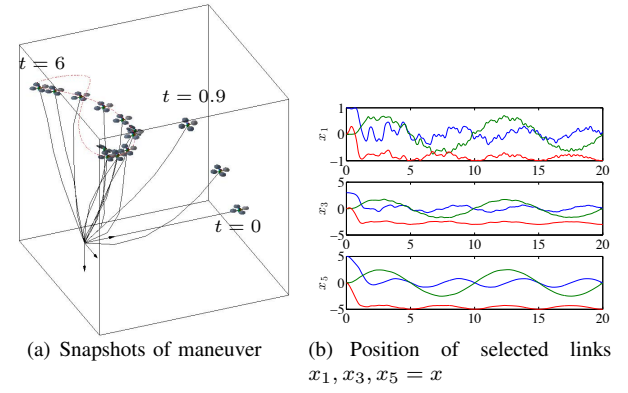 t = 6
t = 0.9
t = 0
(a) Snapshots of maneuver
1
0
-1
x₁
0 5 10 15 20
5
0
-5
x₃
0 5 10 15 20
5
0
-5
x₅
0 5 10 15 20
(b) Position of selected links
x₁, x₃, x₅ = x